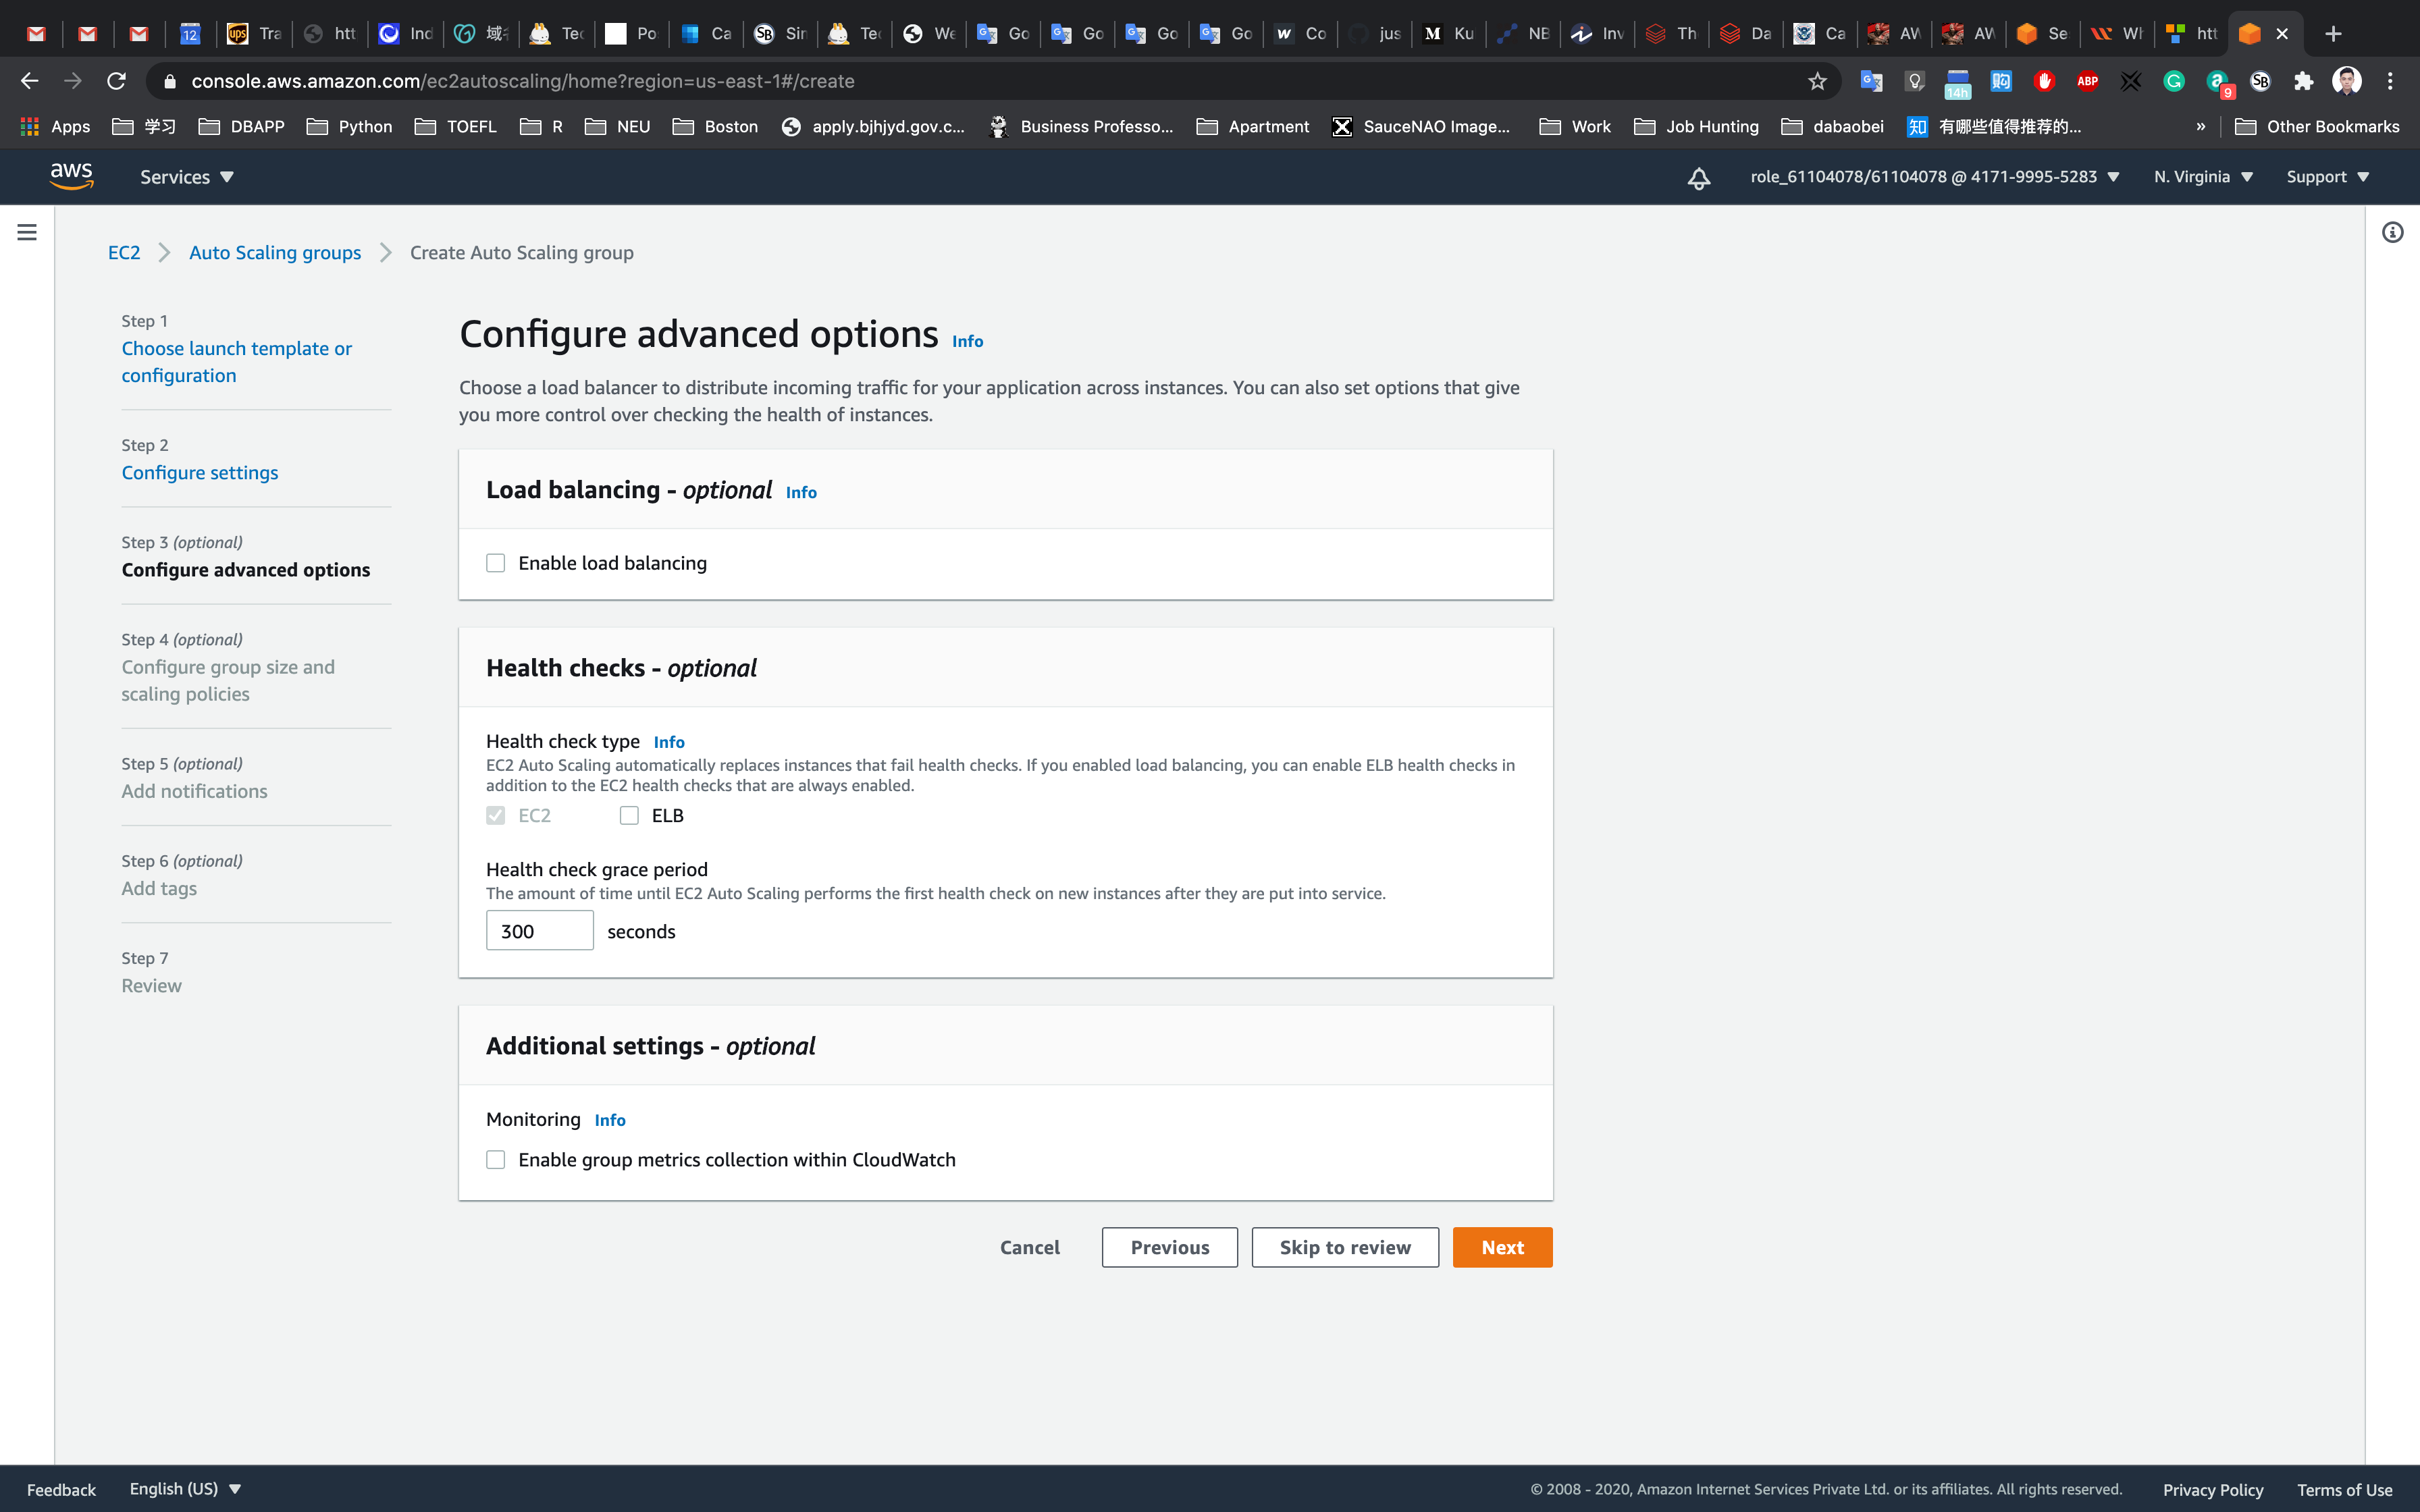 12
Tra
htt
Ind
域
Tec
Po
Ca
SB
Sin
Tec
We
Go
Go
Go
Go
W
Co
jus
M
Ku
NB
Inv
Th
Da
Ca
AW
AW
Se
Wh
htt
console.aws.amazon.com/ec2autoscaling/home?region=us-east-1#/create
14h
ABP
9
SB
Apps
学习
DBAPP
Python
TOEFL
R
NEU
Boston
apply.bjhjyd.gov.c...
Business Professo...
Apartment
SauceNAO Image...
Work
Job Hunting
dabaobei
知 有哪些值得推荐的...
»
Other Bookmarks
aws
Services
role_61104078/61104078 @ 4171-9995-5283
N. Virginia
Support
EC2
Auto Scaling groups
Create Auto Scaling group
Step 1
Choose launch template or
configuration
Step 2
Configure settings
Step 3 (optional)
Configure advanced options
Step 4 (optional)
Configure group size and
scaling policies
Step 5 (optional)
Add notifications
Step 6 (optional)
Add tags
Step 7
Review
Configure advanced options Info
Choose a load balancer to distribute incoming traffic for your application across instances. You can also set options that give
you more control over checking the health of instances.
Load balancing - optional Info
Enable load balancing
Health checks - optional
Health check type Info
EC2 Auto Scaling automatically replaces instances that fail health checks. If you enabled load balancing, you can enable ELB health checks in
addition to the EC2 health checks that are always enabled.
EC2
ELB
Health check grace period
The amount of time until EC2 Auto Scaling performs the first health check on new instances after they are put into service.
300 seconds
Additional settings - optional
Monitoring Info
Enable group metrics collection within CloudWatch
Cancel
Previous
Skip to review
Next
Feedback
English (US)
© 2008 - 2020, Amazon Internet Services Private Ltd. or its affiliates. All rights reserved.
Privacy Policy
Terms of Use